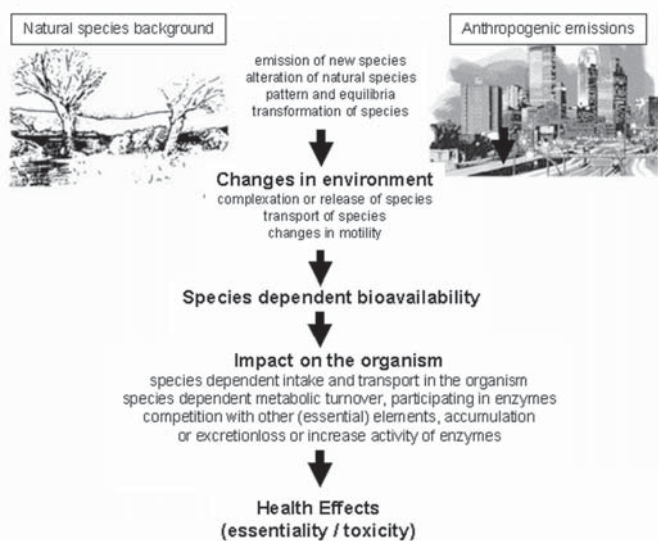 Natural species background
Anthropogenic emissions
emission of new species
alteration of natural species
pattern and equilibria
transformation of species
Changes in environment
complexation or release of species
transport of species
changes in motility
Species dependent bioavailability
Impact on the organism
species dependent intake and transport in the organism
species dependent metabolic turnover, participating in enzymes
competition with other (essential) elements, accumulation
or excretionloss or increase activity of enzymes
Health Effects
(essentiality / toxicity)